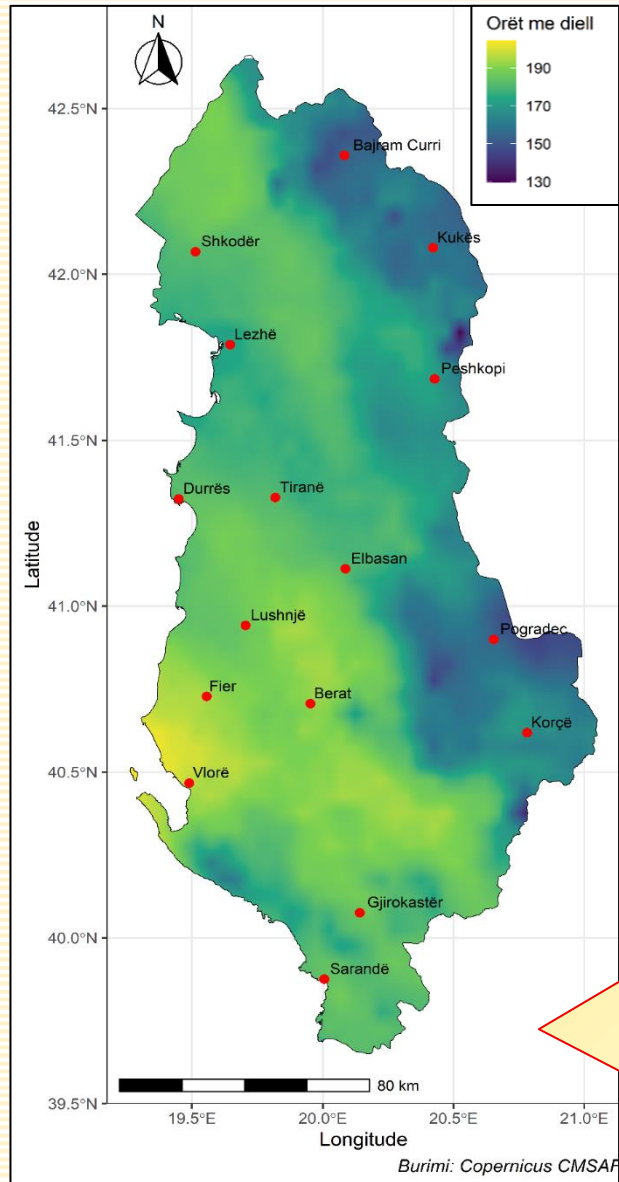 N
Orët me diell
190
170
150
130
42.5°N
42.0°N
41.5°N
41.0°N
40.5°N
40.0°N
39.5°N
Latitude
Bajram Curri
Shkodër
Kukës
Lezhë
Peshkopi
Durrës
Tiranë
Elbasan
Lushnjë
Pogradec
Fier
Berat
Korçë
Vlorë
Gjirokastër
Sarandë
80 km
19.5°E
20.0°E
20.5°E
21.0°E
Longitude
Burimi: Copernicus CMSAF